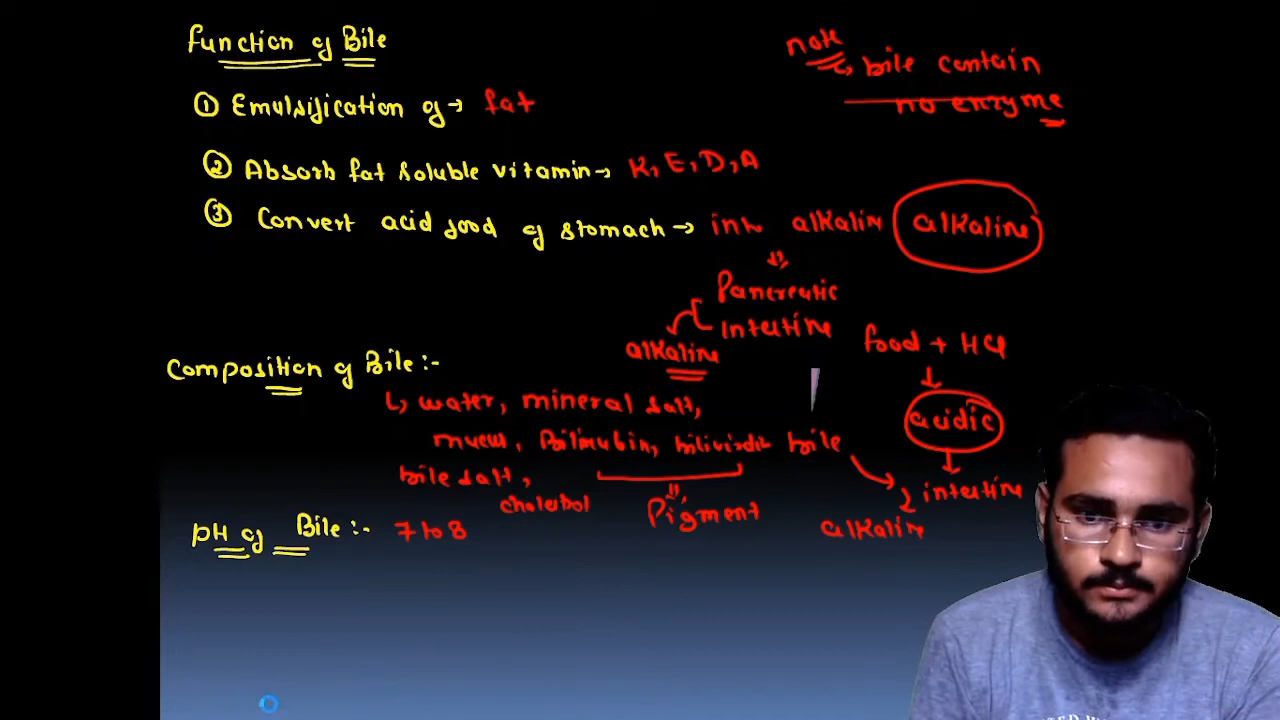 Function of Bile
note
↳ bile contain
no enzyme
① Emulsification of → fat
② Absorb fat soluble vitamin → K, E, D, A
③ Convert acid food of stomach → into alkalin alkaline
Pancreatic
Intestine
alkaline
food + HCl
acidic
intestine
alkalin
Composition of Bile :-
↳ water, mineral salt,
mucus, Bilirubin, biliverdin bile
bile salt,
cholestrol
Pigment
pH of Bile :- 7 to 8